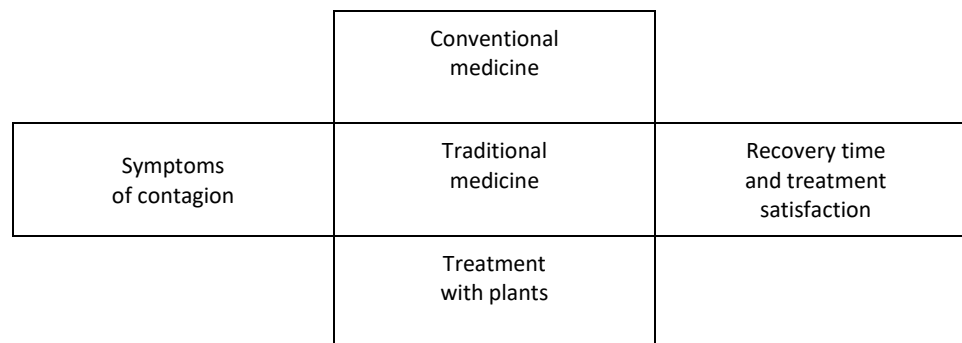 Conventional
medicine
Symptoms
of contagion
Traditional
medicine
Recovery time
and treatment
satisfaction
Treatment
with plants